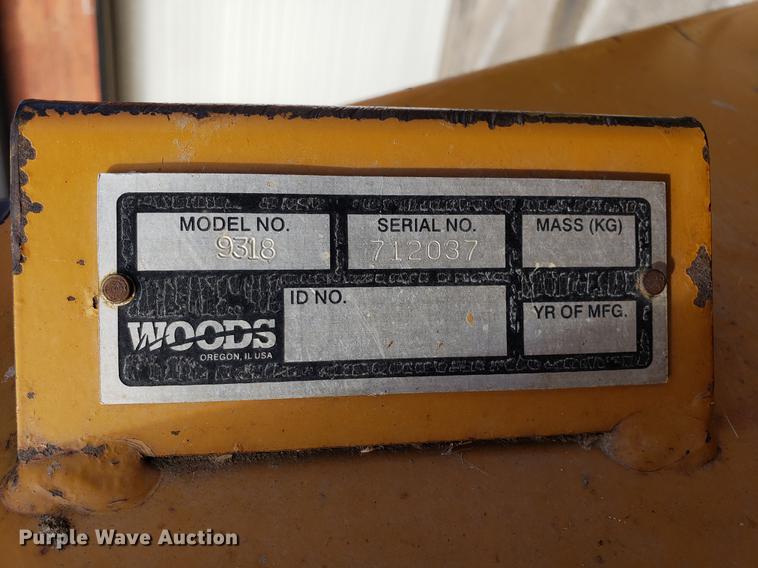 MODEL NO.
9318
SERIAL NO.
712037
MASS (KG)
ID NO.
YR OF MFG.
WOODS
OREGON, IL USA
Purple Wave Auction